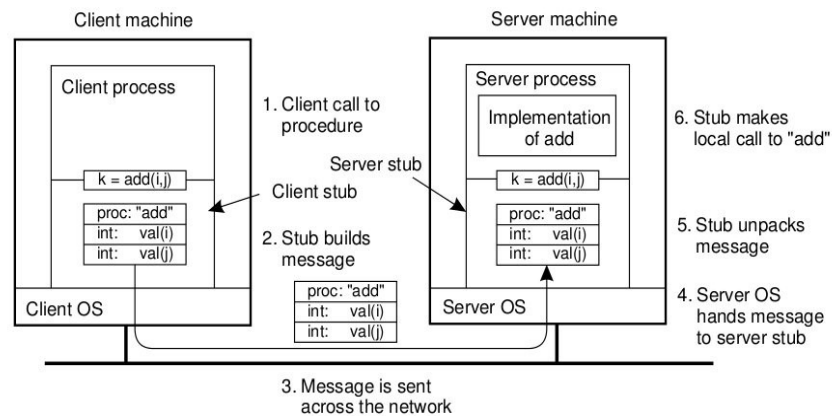 Client machine
Server machine
Client process
1. Client call to
procedure
k = add(i,j)
Client stub
proc: "add"
int: val(i)
int: val(j)
2. Stub builds
message
proc: "add"
int: val(i)
int: val(j)
Client OS
3. Message is sent
across the network
Server process
Implementation
of add
Server stub
k = add(i,j)
proc: "add"
int: val(i)
int: val(j)
Server OS
6. Stub makes
local call to "add"
5. Stub unpacks
message
4. Server OS
hands message
to server stub